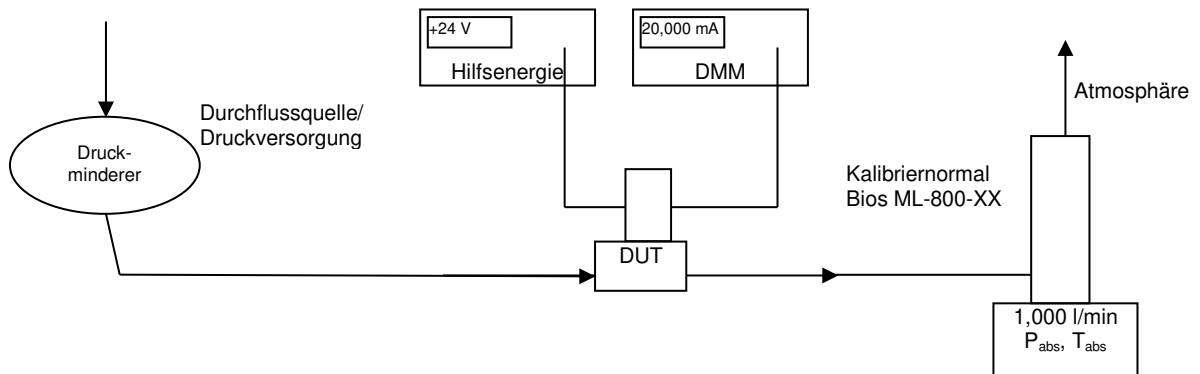 +24 V
20,000 mA
Hilfsenergie
DMM
Atmosphäre
Durchflussquelle/
Druckversorgung
Druck-
minderer
Kalibriernormal
Bios ML-800-XX
DUT
1,000 l/min
Pabs, Tabs